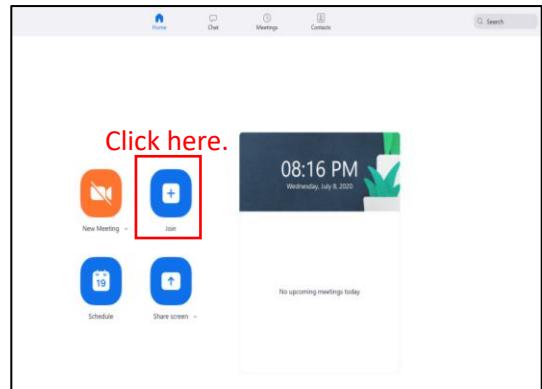 Home Chat Meetings Contacts Search
Click here.
08:16 PM
Wednesday, July 8, 2020
New Meeting Join
19
Schedule Share screen
No upcoming meetings today